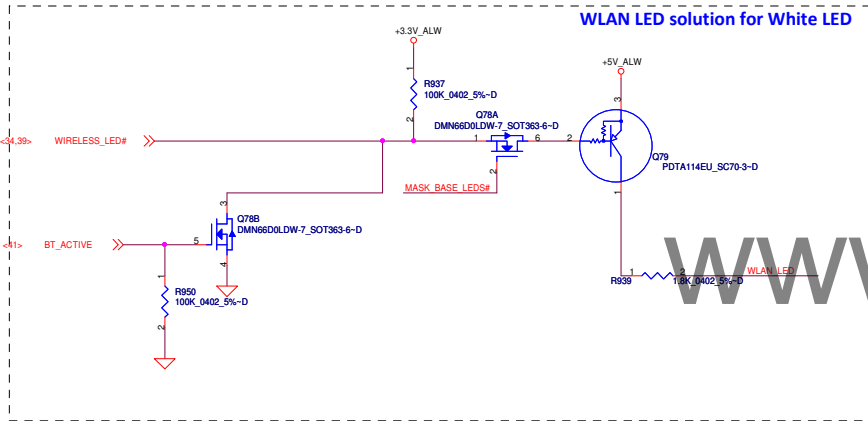 WLAN LED solution for White LED
+3.3V_ALW
+5V_ALW
1
R937
100K_0402_5%~D
2
3
Q78A
DMN66D0LDW-7_SOT363-6~D
<34,39> WIRELESS_LED#
1
6
2
Q79
PDTA114EU_SC70-3~D
2
MASK_BASE_LEDS#
1
3
Q78B
DMN66D0LDW-7_SOT363-6~D
<41> BT_ACTIVE
5
4
1
R950
100K_0402_5%~D
2
R939
1
2
1.8K_0402_5%~D
WLAN_LED
WWW